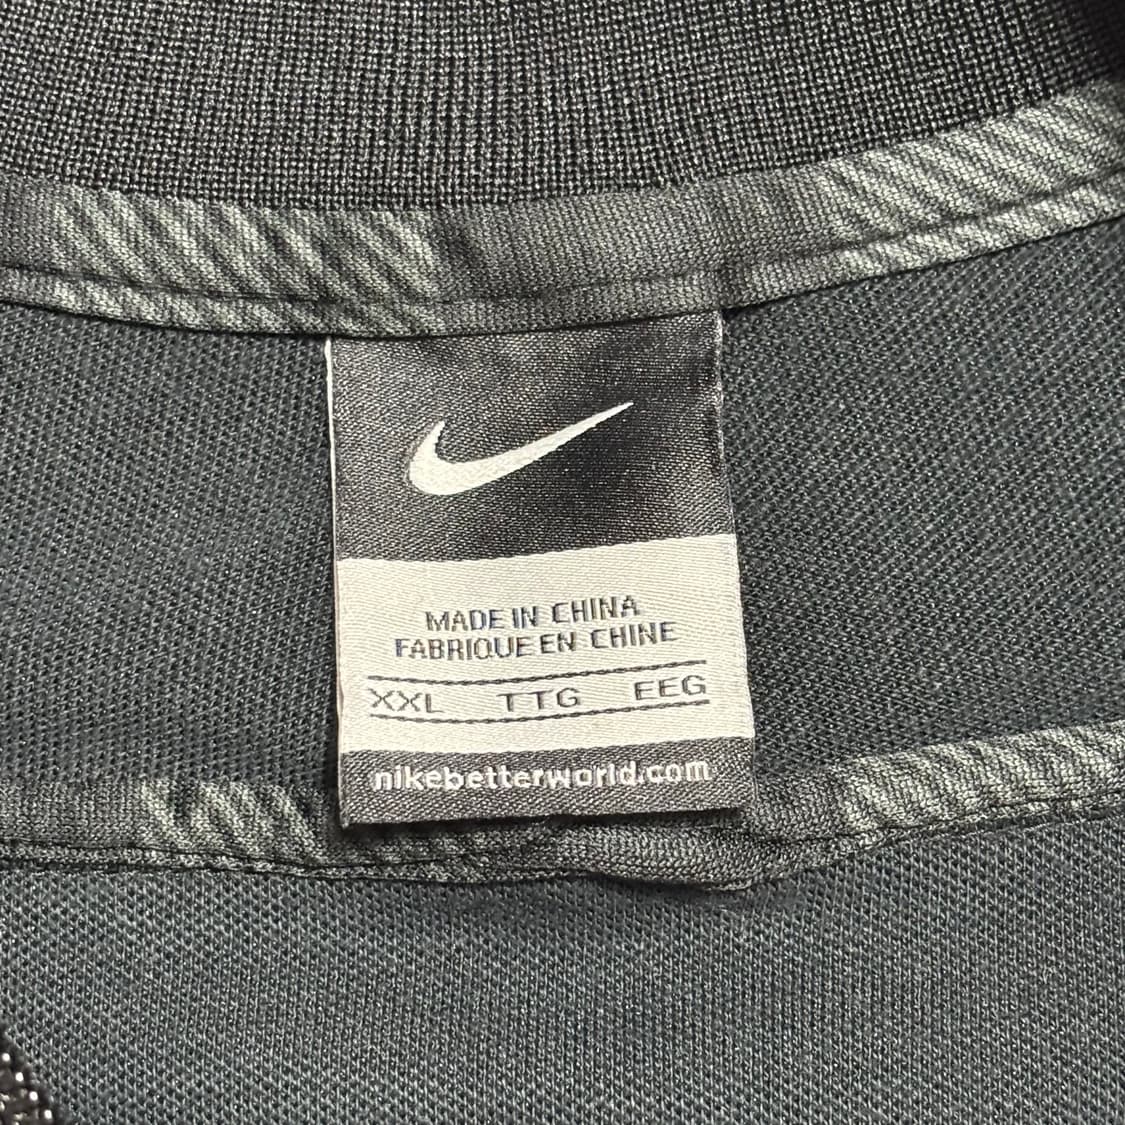 MADE IN CHINA
FABRIQUE EN CHINE
XXL TTG EEG
nikebetterworld.com